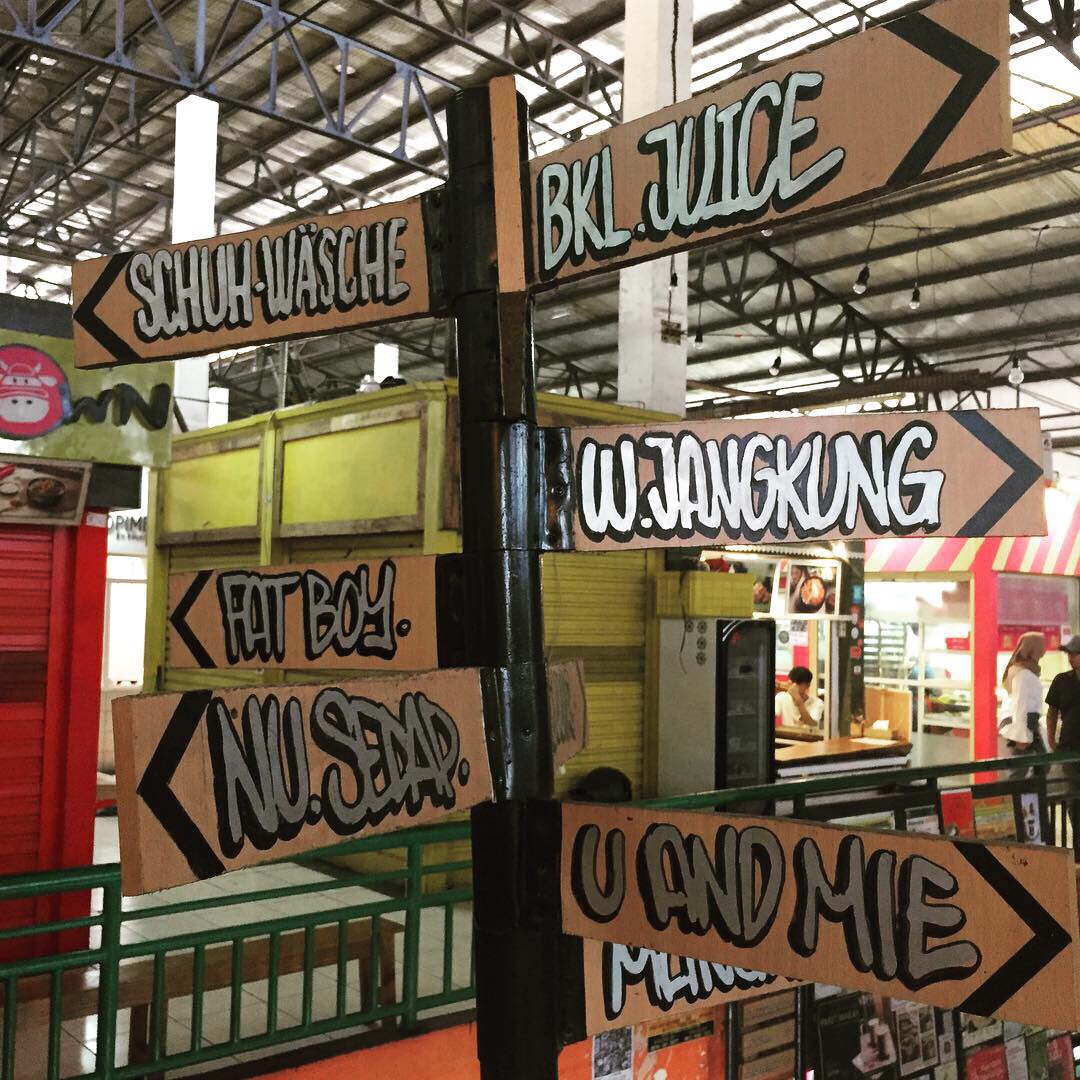 BKL.JUICE
SCHUH-WÄSCHE
W.JANGKUNG
FAT BOY.
NU.SEDAP.
U AND MIE